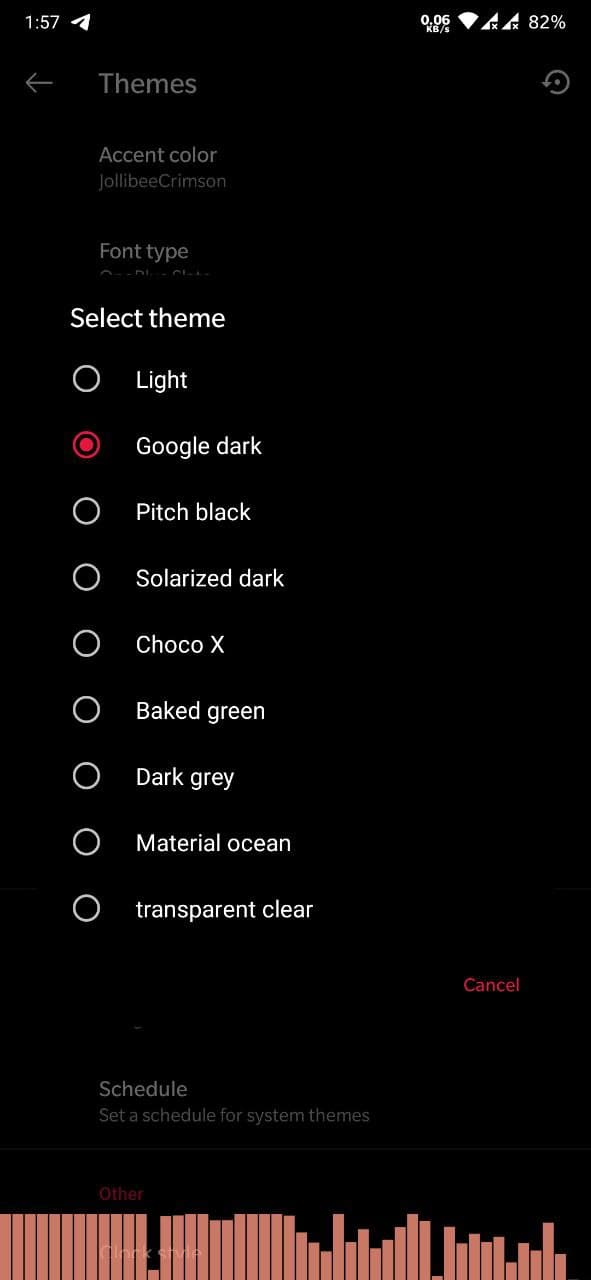 1:57
0.06
KB/s
82%
Themes
Accent color
JollibeeCrimson
Font type
Select theme
Light
Google dark
Pitch black
Solarized dark
Choco X
Baked green
Dark grey
Material ocean
transparent clear
Cancel
Schedule
Set a schedule for system themes
Other
Clock style